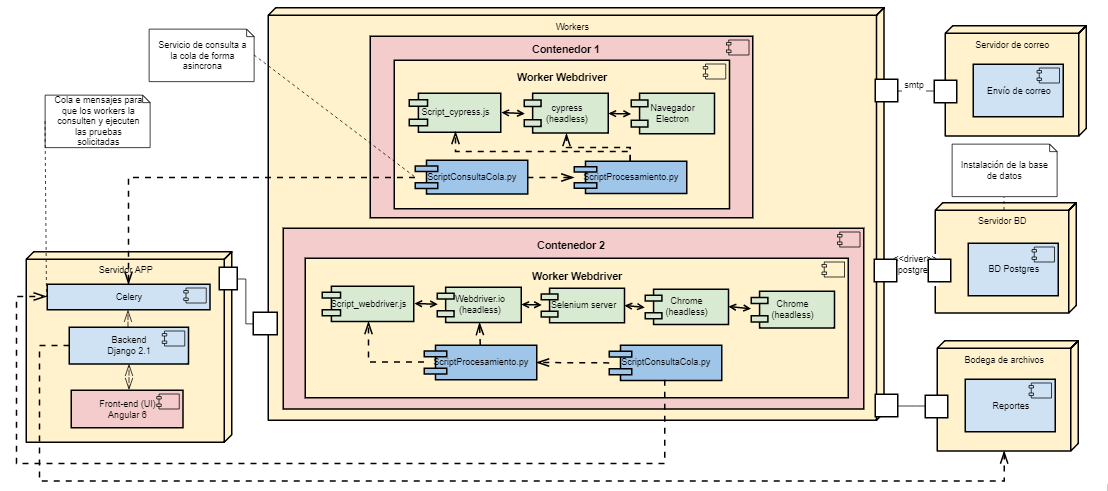 Workers
Contenedor 1
Worker Webdriver
Script_cypress.js
cypress
(headless)
Navegador
Electron
ScriptConsultaCola.py
ScriptProcesamiento.py
Servicio de consulta a
la cola de forma
asincrona
Cola e mensajes para
que los workers la
consulten y ejecuten
las pruebas
solicitadas
Contenedor 2
Worker Webdriver
Script_webdriver.js
Webdriver.io
(headless)
Selenium server
Chrome
(headless)
Chrome
(headless)
ScriptProcesamiento.py
ScriptConsultaCola.py
Servidor APP
Celery
Backend
Django 2.1
Front-end (UI)
Angular 6
smtp
Servidor de correo
Envío de correo
Instalación de la base
de datos
Servidor BD
BD Postgres
<<driver>>
postgre
Bodega de archivos
Reportes